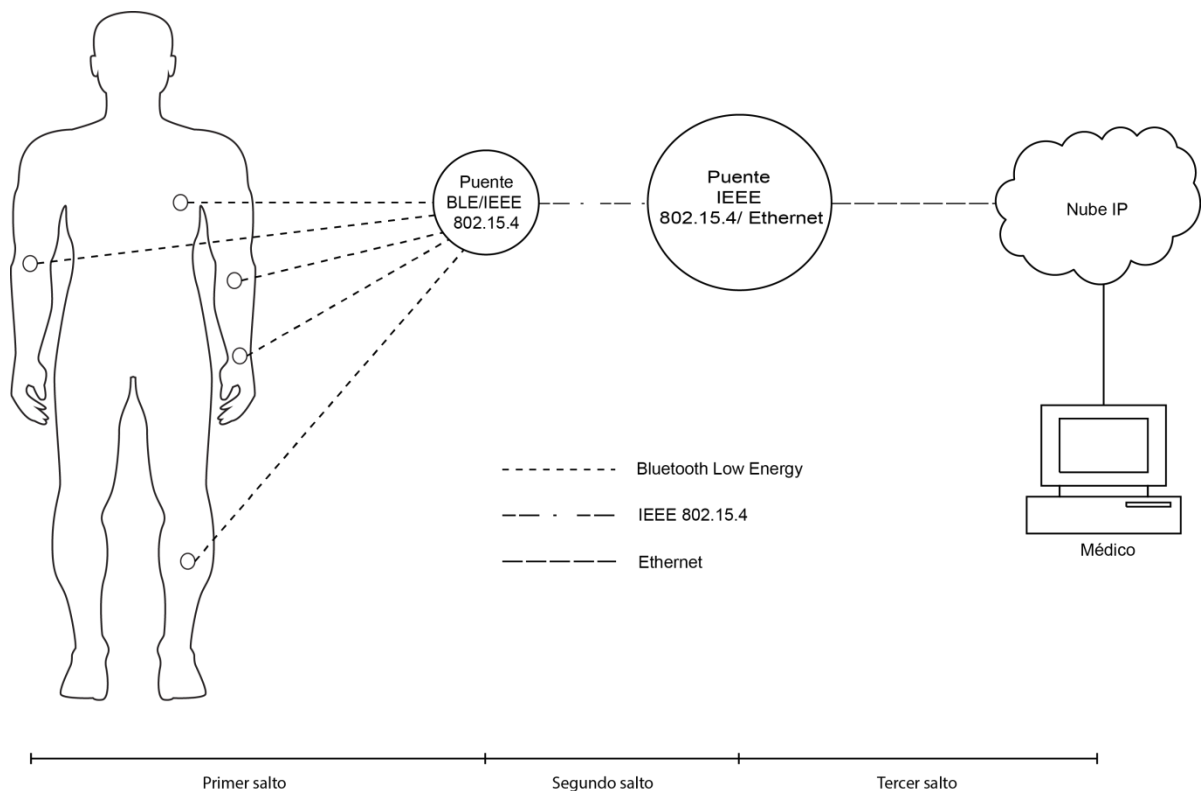 Puente
BLE/IEEE
802.15.4
Puente
IEEE
802.15.4/ Ethernet
Nube IP
Bluetooth Low Energy
IEEE 802.15.4
Ethernet
Médico
Primer salto
Segundo salto
Tercer salto